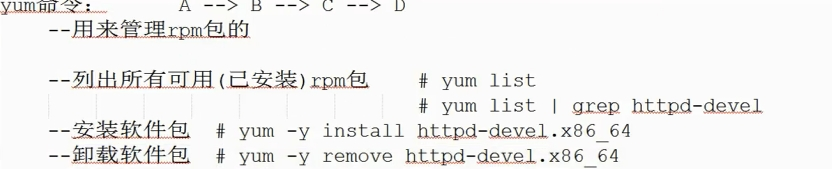 yum命令:    A --> B --> C --> D
--用来管理rpm包的
--列出所有可用(已安装)rpm包    # yum list
# yum list | grep httpd-devel
--安装软件包  # yum -y install httpd-devel.x86_64
--卸载软件包  # yum -y remove httpd-devel.x86_64